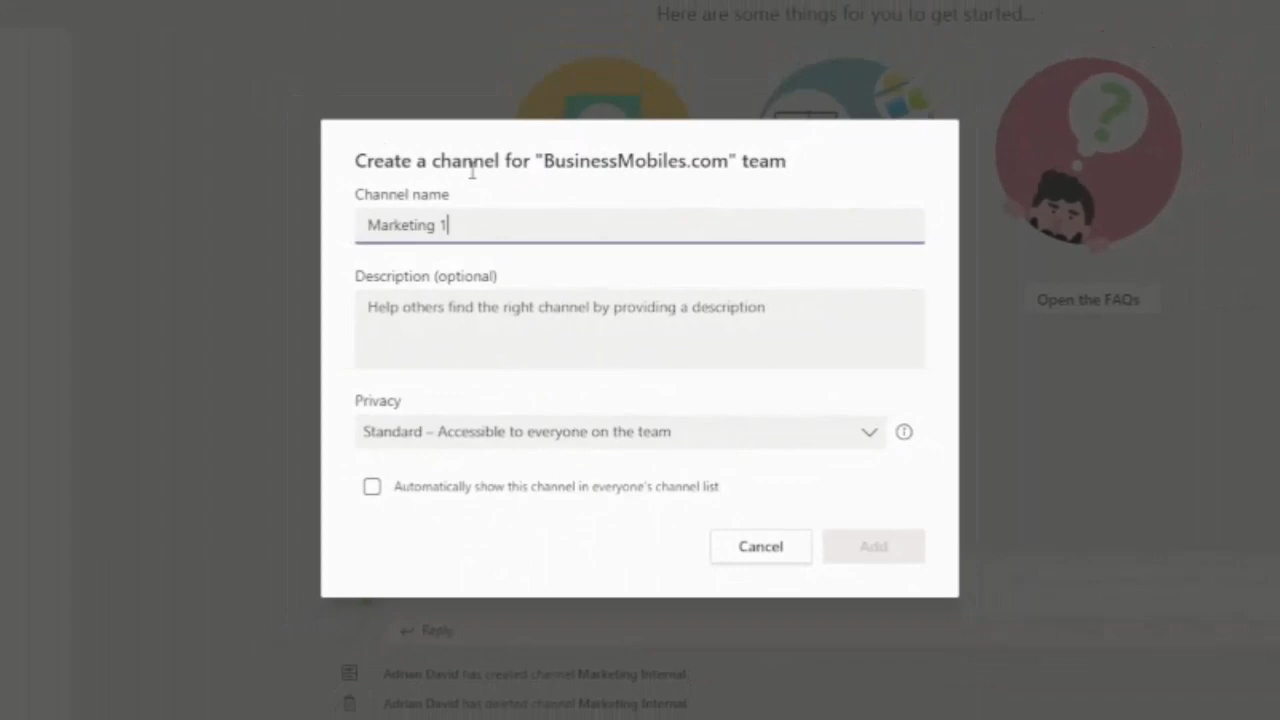 Here are some things for you to get started...
Create a channel for "BusinessMobiles.com" team
Channel name
Marketing 1
Description (optional)
Help others find the right channel by providing a description
Open the FAQs
Privacy
Standard – Accessible to everyone on the team
Automatically show this channel in everyone's channel list
Cancel
Add
Reply
Adrian David has created channel Marketing Internal.
Adrian David has deleted channel Marketing Internal.